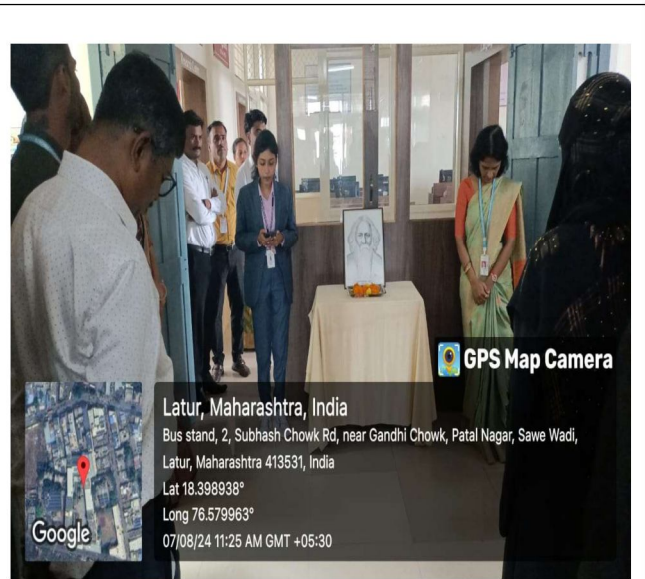 GPS Map Camera
Latur, Maharashtra, India
Bus stand, 2, Subhash Chowk Rd, near Gandhi Chowk, Patal Nagar, Sawe Wadi,
Latur, Maharashtra 413531, India
Lat 18.398938°
Long 76.579963°
07/08/24 11:25 AM GMT +05:30
Google